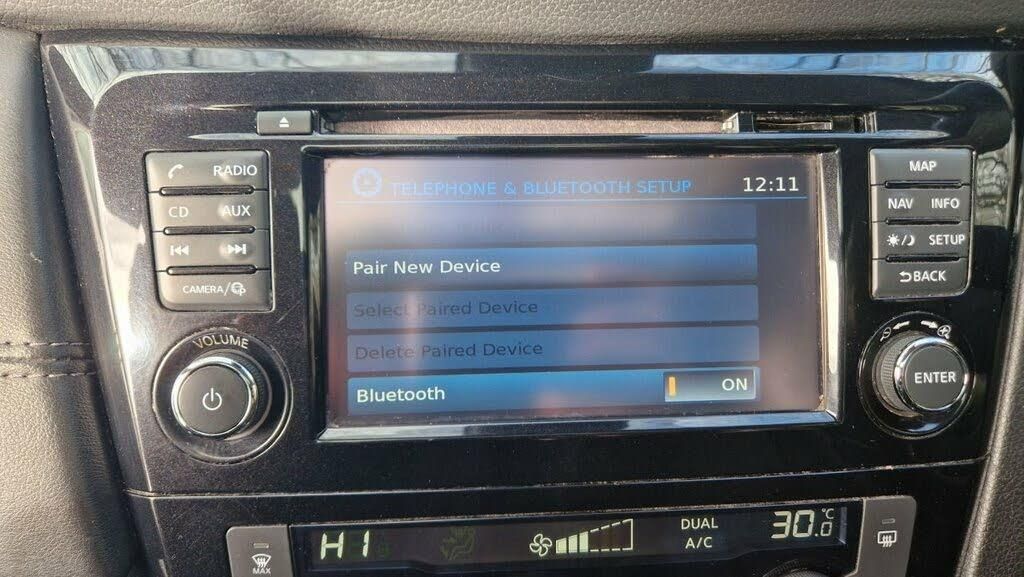 RADIO
CD AUX
CAMERA/
VOLUME
TELEPHONE & BLUETOOTH SETUP 12:11
Pair New Device
Select Paired Device
Delete Paired Device
Bluetooth ON
MAP
NAV INFO
SETUP
BACK
ENTER
MAX
HI
DUAL
A/C
30.0 °C